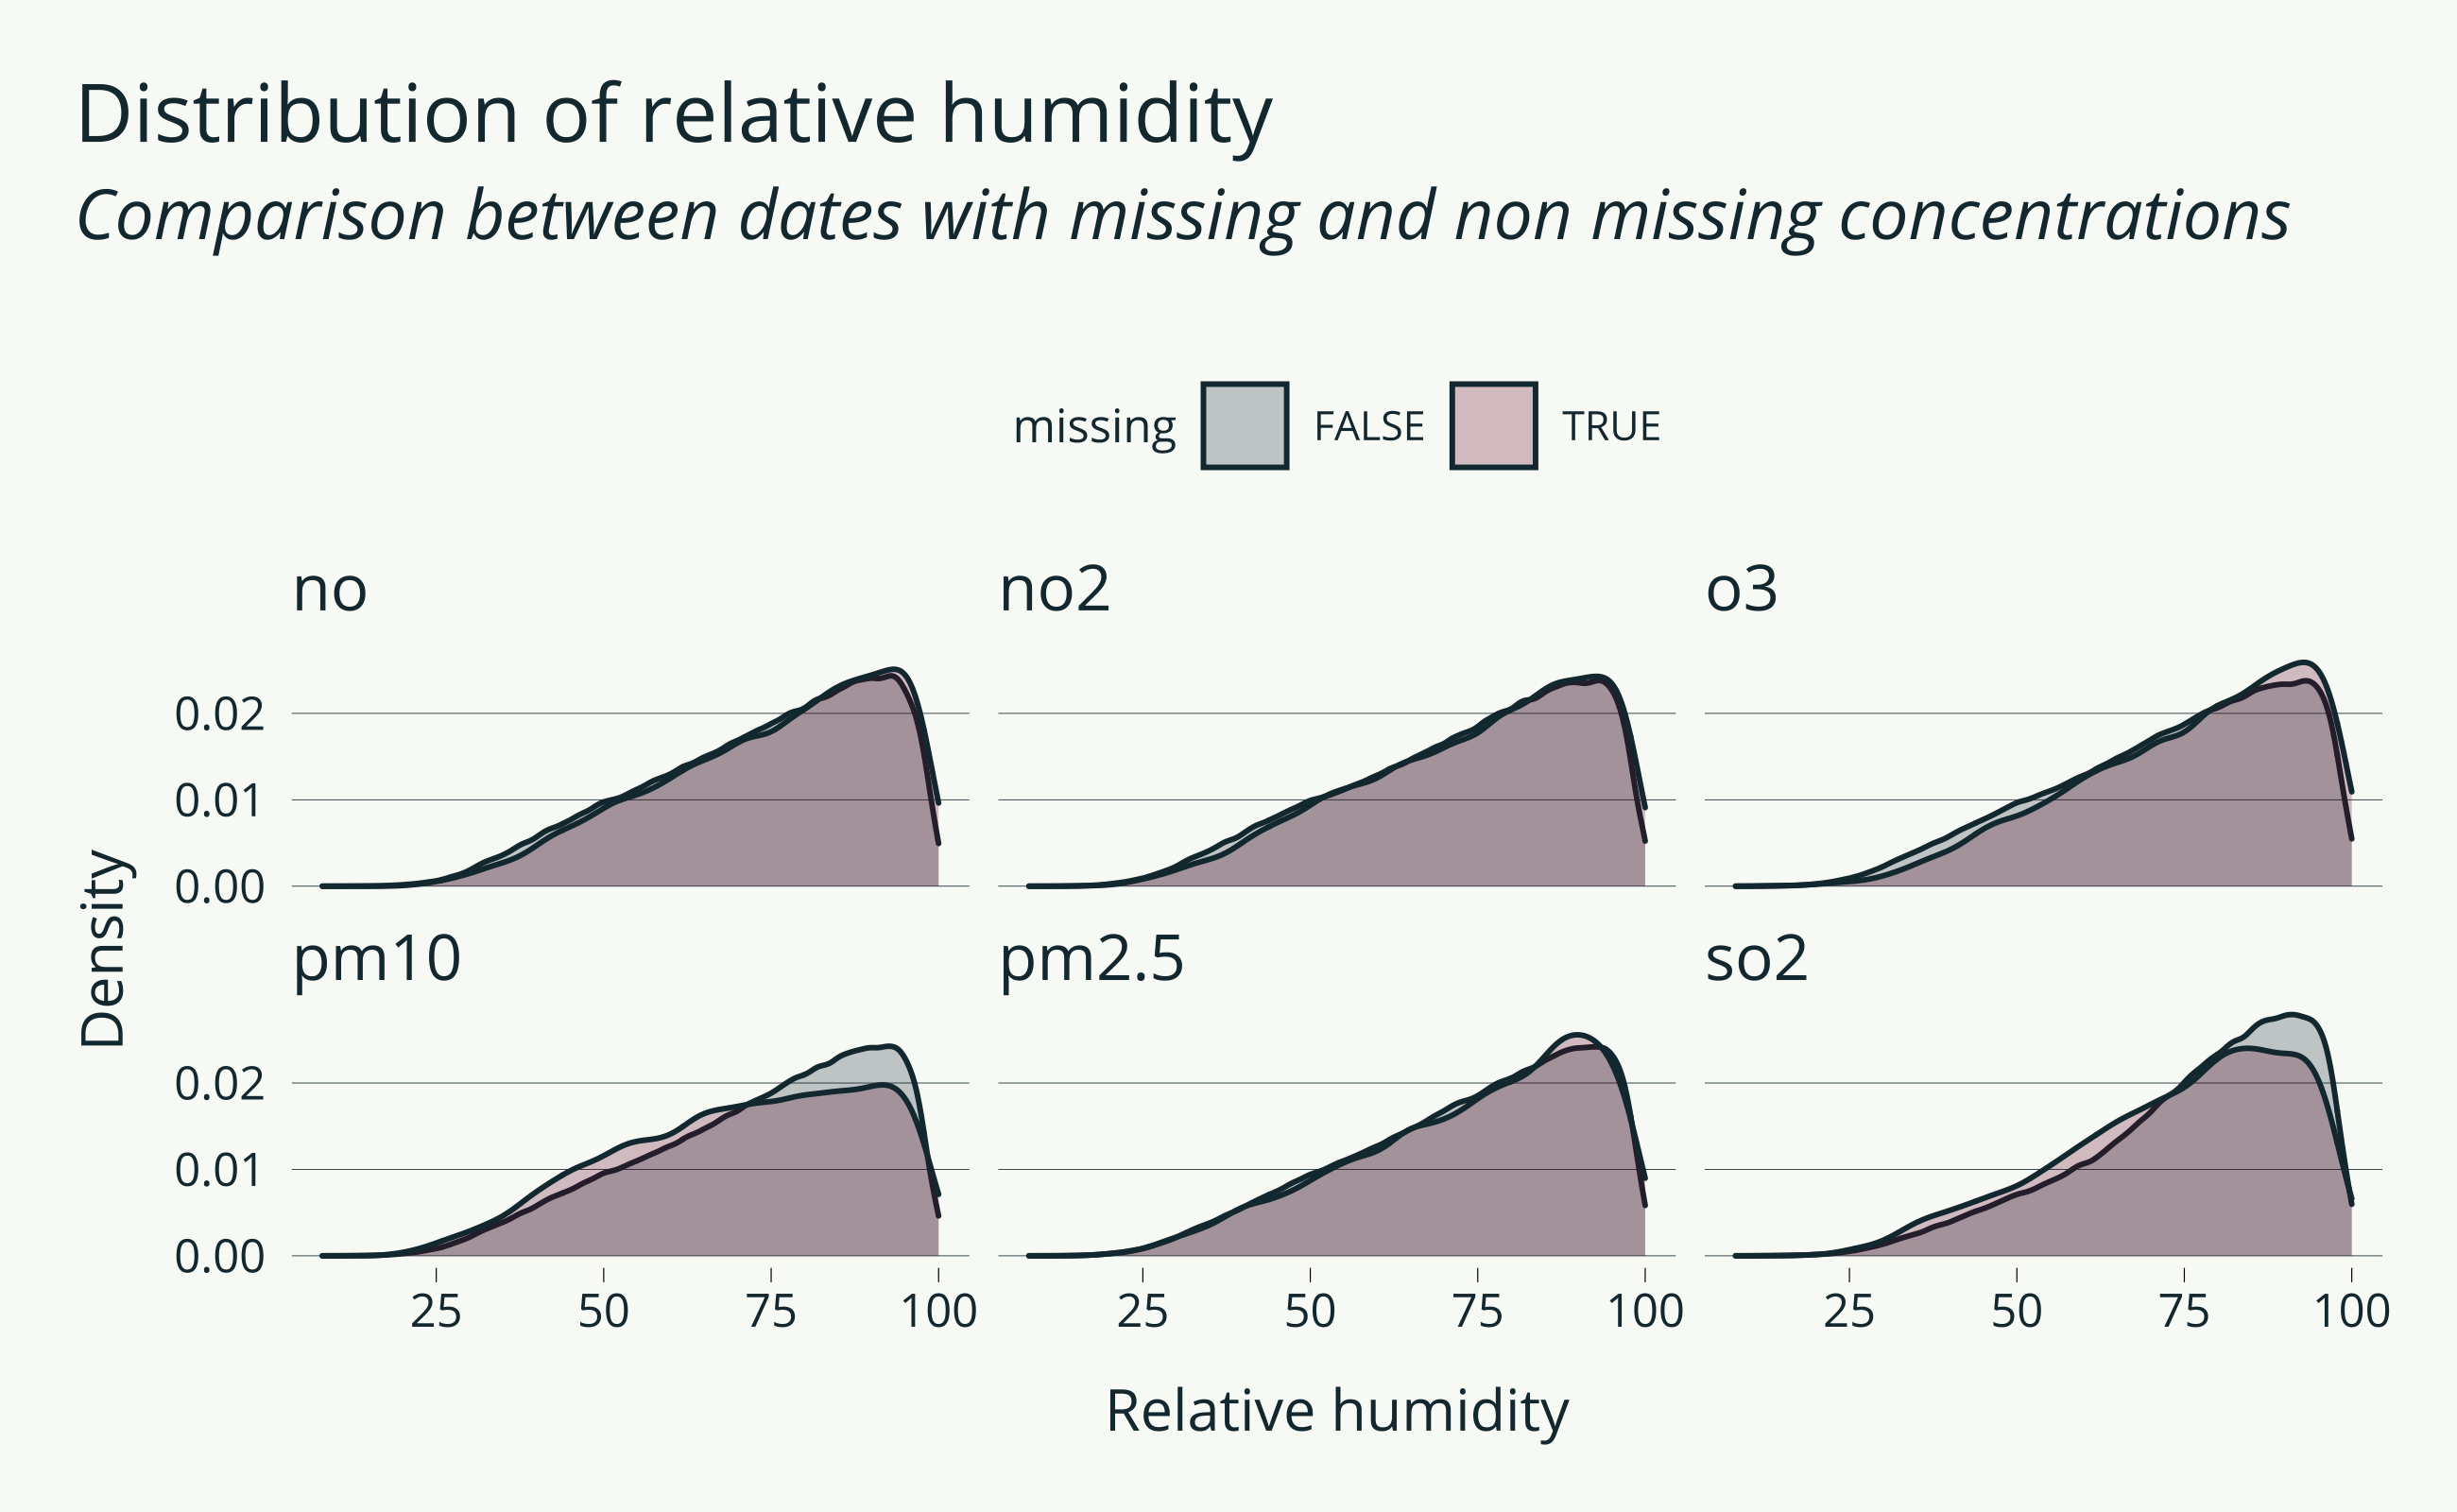 Distribution of relative humidity
Comparison between dates with missing and non missing concentrations
missing FALSE TRUE
no no2 o3
0.02
0.01
0.00
pm10 pm2.5 so2
0.02
0.01
0.00
25 50 75 100 25 50 75 100 25 50 75 100
Density
Relative humidity